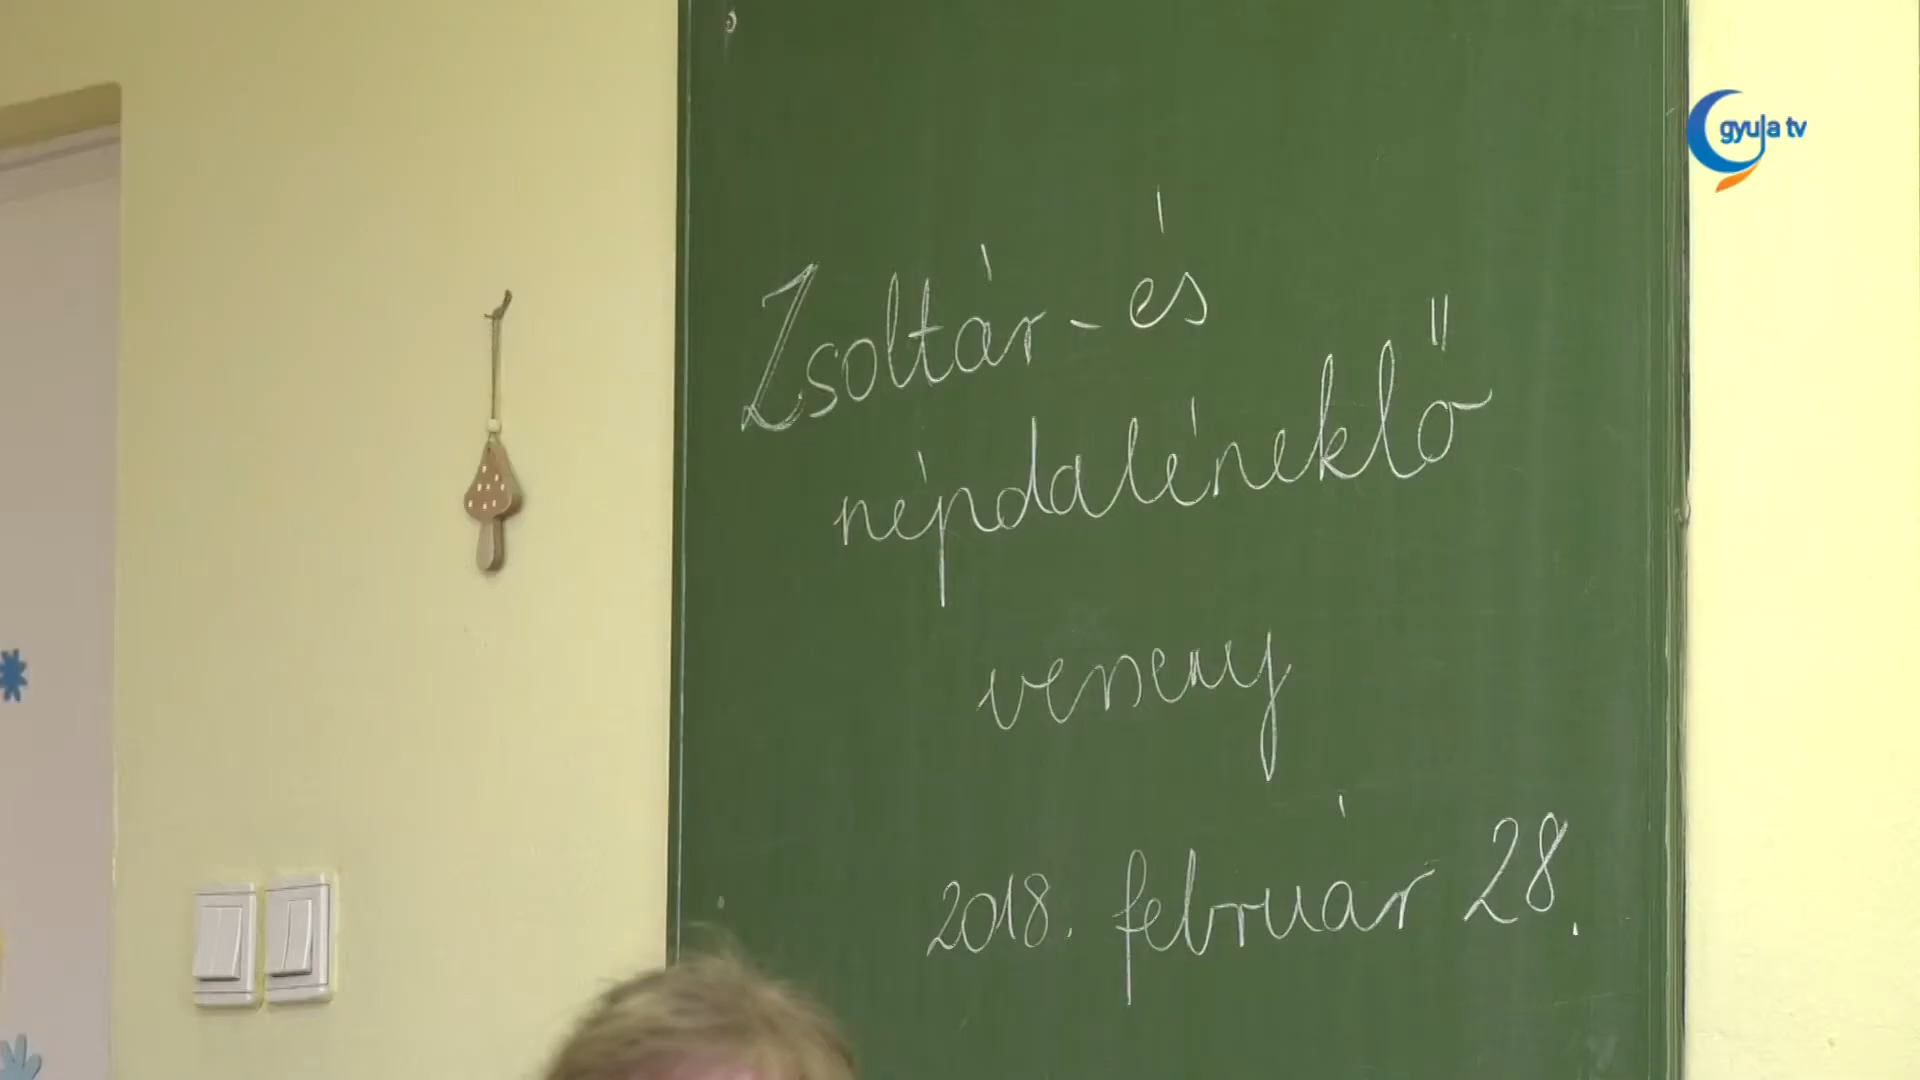 Zsoltár- és
népdaléneklő
verseny
2018. február 28.
gyula tv